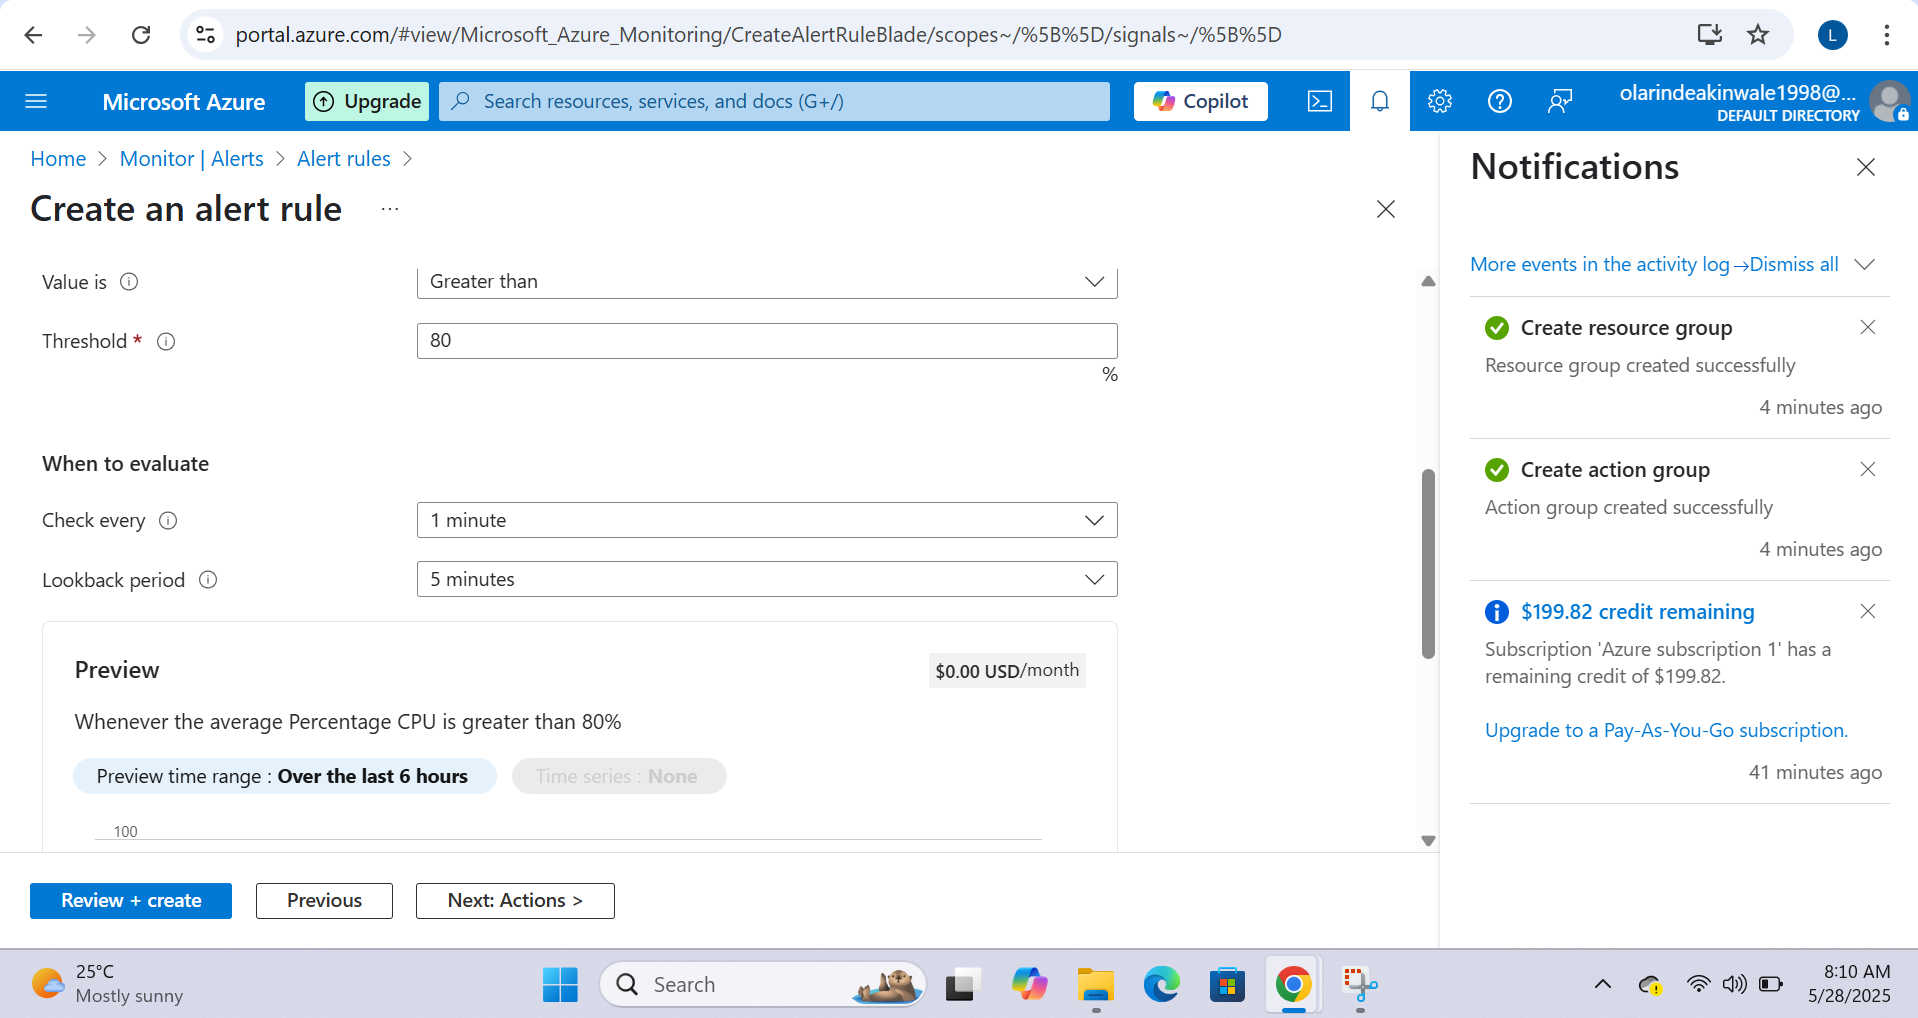 portal.azure.com/#view/Microsoft_Azure_Monitoring/CreateAlertRuleBlade/scopes~/%5B%5D/signals~/%5B%5D
L
Microsoft Azure
Upgrade
Search resources, services, and docs (G+/)
Copilot
olarindeakinwale1998@...
DEFAULT DIRECTORY
Home > Monitor | Alerts > Alert rules >
Create an alert rule ...
Value is
Greater than
Threshold *
80
%
When to evaluate
Check every
1 minute
Lookback period
5 minutes
Preview
$0.00 USD/month
Whenever the average Percentage CPU is greater than 80%
Preview time range : Over the last 6 hours
Time series : None
100
Review + create
Previous
Next: Actions >
Notifications
More events in the activity log → Dismiss all
Create resource group
Resource group created successfully
4 minutes ago
Create action group
Action group created successfully
4 minutes ago
$199.82 credit remaining
Subscription 'Azure subscription 1' has a
remaining credit of $199.82.
Upgrade to a Pay-As-You-Go subscription.
41 minutes ago
25°C
Mostly sunny
Search
8:10 AM
5/28/2025